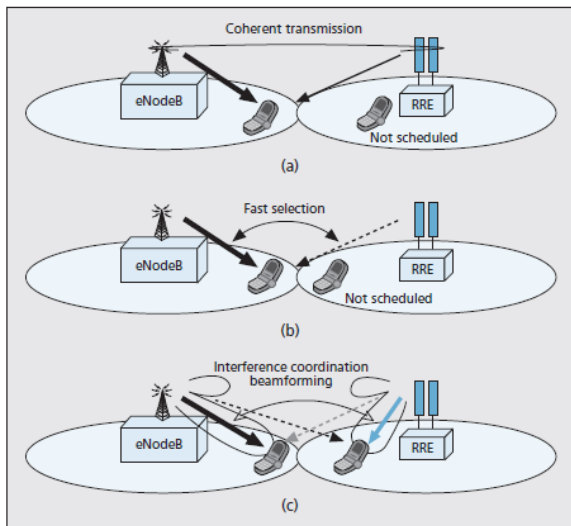 Coherent transmission
eNodeB
RRE
Not scheduled
(a)
Fast selection
eNodeB
RRE
Not scheduled
(b)
Interference coordination
beamforming
eNodeB
RRE
(c)